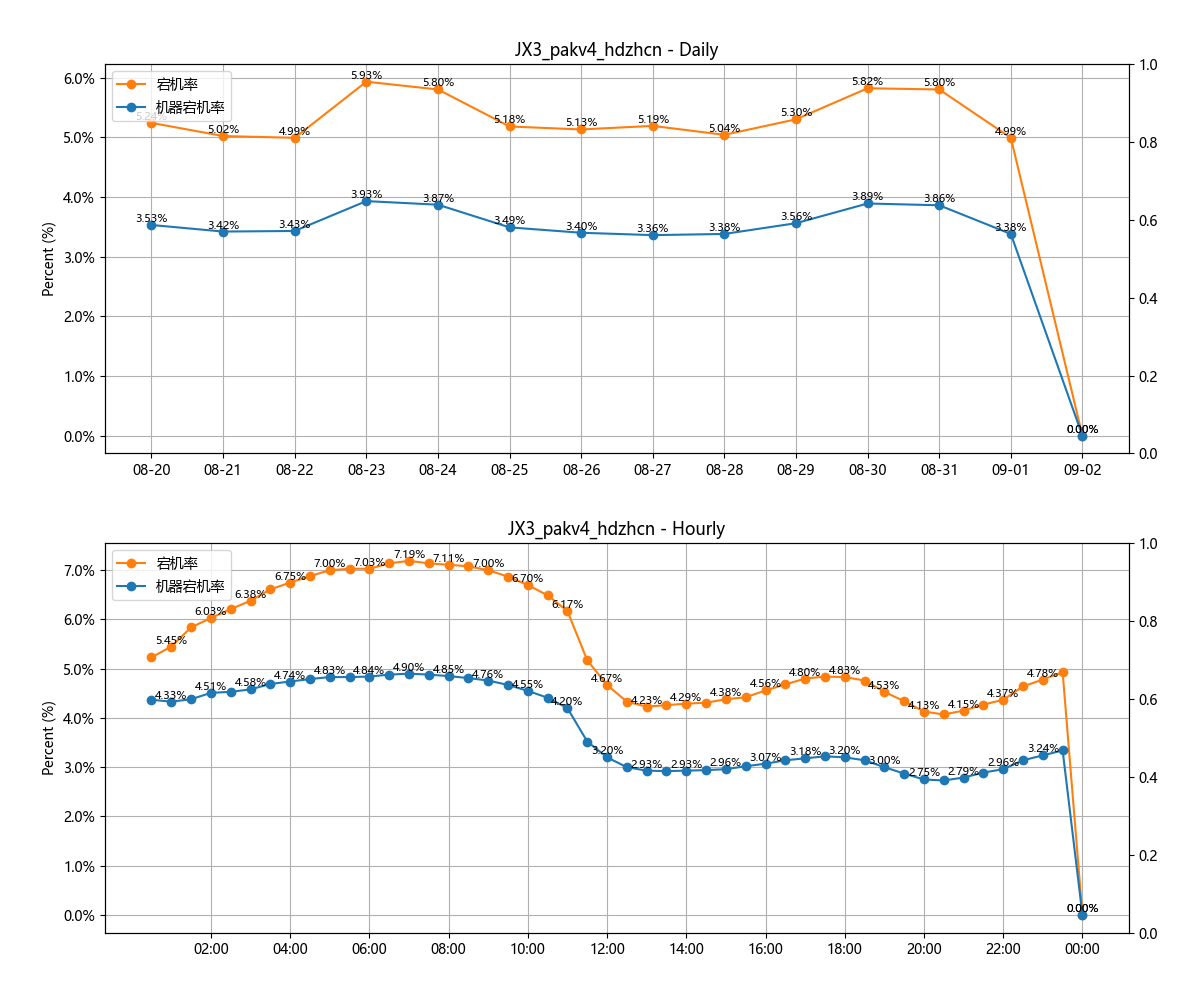 JX3_pakv4_hdzhcn - Daily
宕机率
机器宕机率
Percent (%)
6.0%
5.0%
4.0%
3.0%
2.0%
1.0%
0.0%
1.0
0.8
0.6
0.4
0.2
0.0
5.24% 5.02% 4.99% 5.93% 5.80% 5.18% 5.13% 5.19% 5.04% 5.30% 5.82% 5.80% 4.99% 0.00%
3.53% 3.42% 3.43% 3.93% 3.87% 3.49% 3.40% 3.36% 3.38% 3.56% 3.89% 3.86% 3.38% 0.00%
08-20 08-21 08-22 08-23 08-24 08-25 08-26 08-27 08-28 08-29 08-30 08-31 09-01 09-02
JX3_pakv4_hdzhcn - Hourly
宕机率
机器宕机率
Percent (%)
7.0%
6.0%
5.0%
4.0%
3.0%
2.0%
1.0%
0.0%
1.0
0.8
0.6
0.4
0.2
0.0
5.45% 6.03% 6.38% 6.75% 7.00% 7.03% 7.19% 7.11% 7.00% 6.70% 6.17% 4.67% 4.23% 4.29% 4.38% 4.56% 4.80% 4.83% 4.53% 4.13% 4.15% 4.37% 4.78% 0.00%
4.33% 4.51% 4.58% 4.74% 4.83% 4.84% 4.90% 4.85% 4.76% 4.55% 4.20% 3.20% 2.93% 2.93% 2.96% 3.07% 3.18% 3.20% 3.00% 2.75% 2.79% 2.96% 3.24% 0.00%
02:00 04:00 06:00 08:00 10:00 12:00 14:00 16:00 18:00 20:00 22:00 00:00